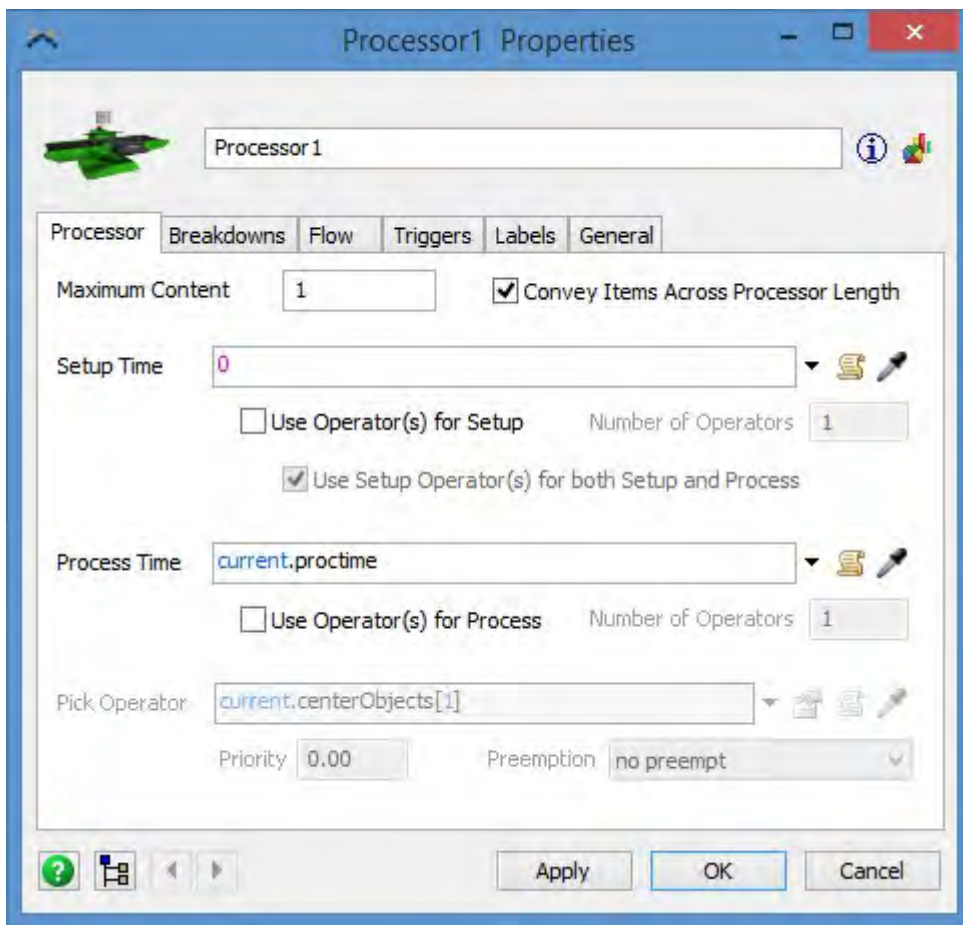 Processor1 Properties
Processor1
Processor Breakdowns Flow Triggers Labels General
Maximum Content 1 Convey Items Across Processor Length
Setup Time 0
Use Operator(s) for Setup Number of Operators 1
Use Setup Operator(s) for both Setup and Process
Process Time current.proctime
Use Operator(s) for Process Number of Operators 1
Pick Operator current.centerObjects[1]
Priority 0.00 Preemption no preempt
Apply OK Cancel